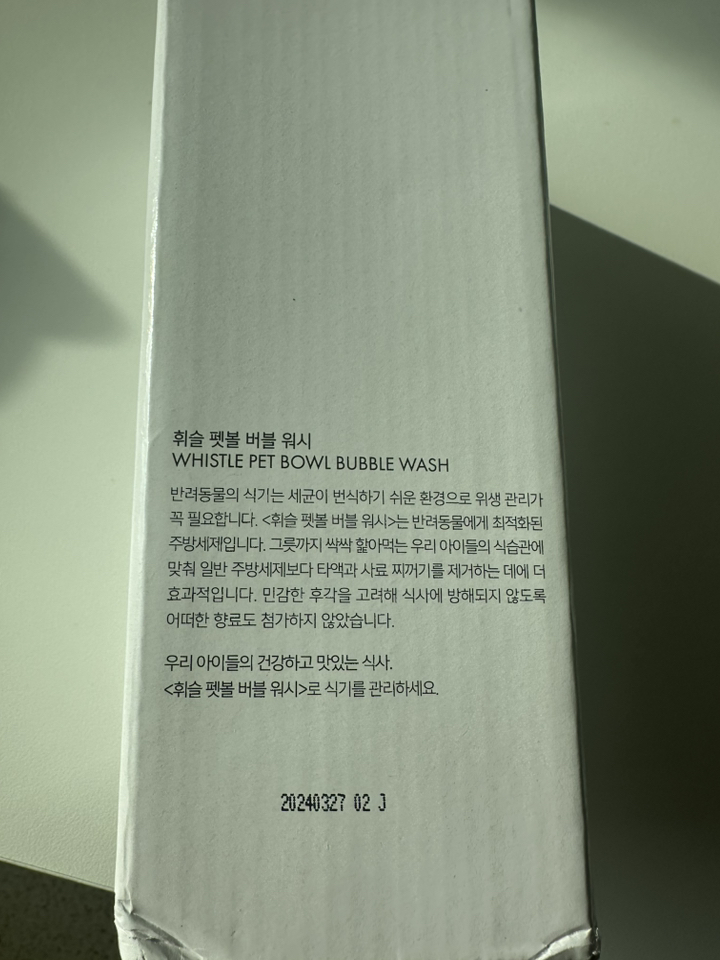 휘슬 펫볼 버블 워시
WHISTLE PET BOWL BUBBLE WASH
반려동물의 식기는 세균이 번식하기 쉬운 환경으로 위생 관리가
꼭 필요합니다. <휘슬 펫볼 버블 워시>는 반려동물에게 최적화된
주방세제입니다. 그릇까지 싹싹 핥아먹는 우리 아이들의 식습관에
맞춰 일반 주방세제보다 타액과 사료 찌꺼기를 제거하는 데에 더
효과적입니다. 민감한 후각을 고려해 식사에 방해되지 않도록
어떠한 향료도 첨가하지 않았습니다.
우리 아이들의 건강하고 맛있는 식사.
<휘슬 펫볼 버블 워시>로 식기를 관리하세요.
20240327 02 J